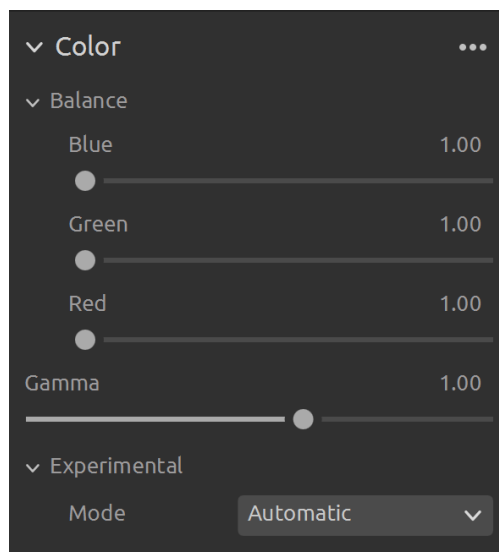 Color
Balance
Blue 1.00
Green 1.00
Red 1.00
Gamma 1.00
Experimental
Mode Automatic